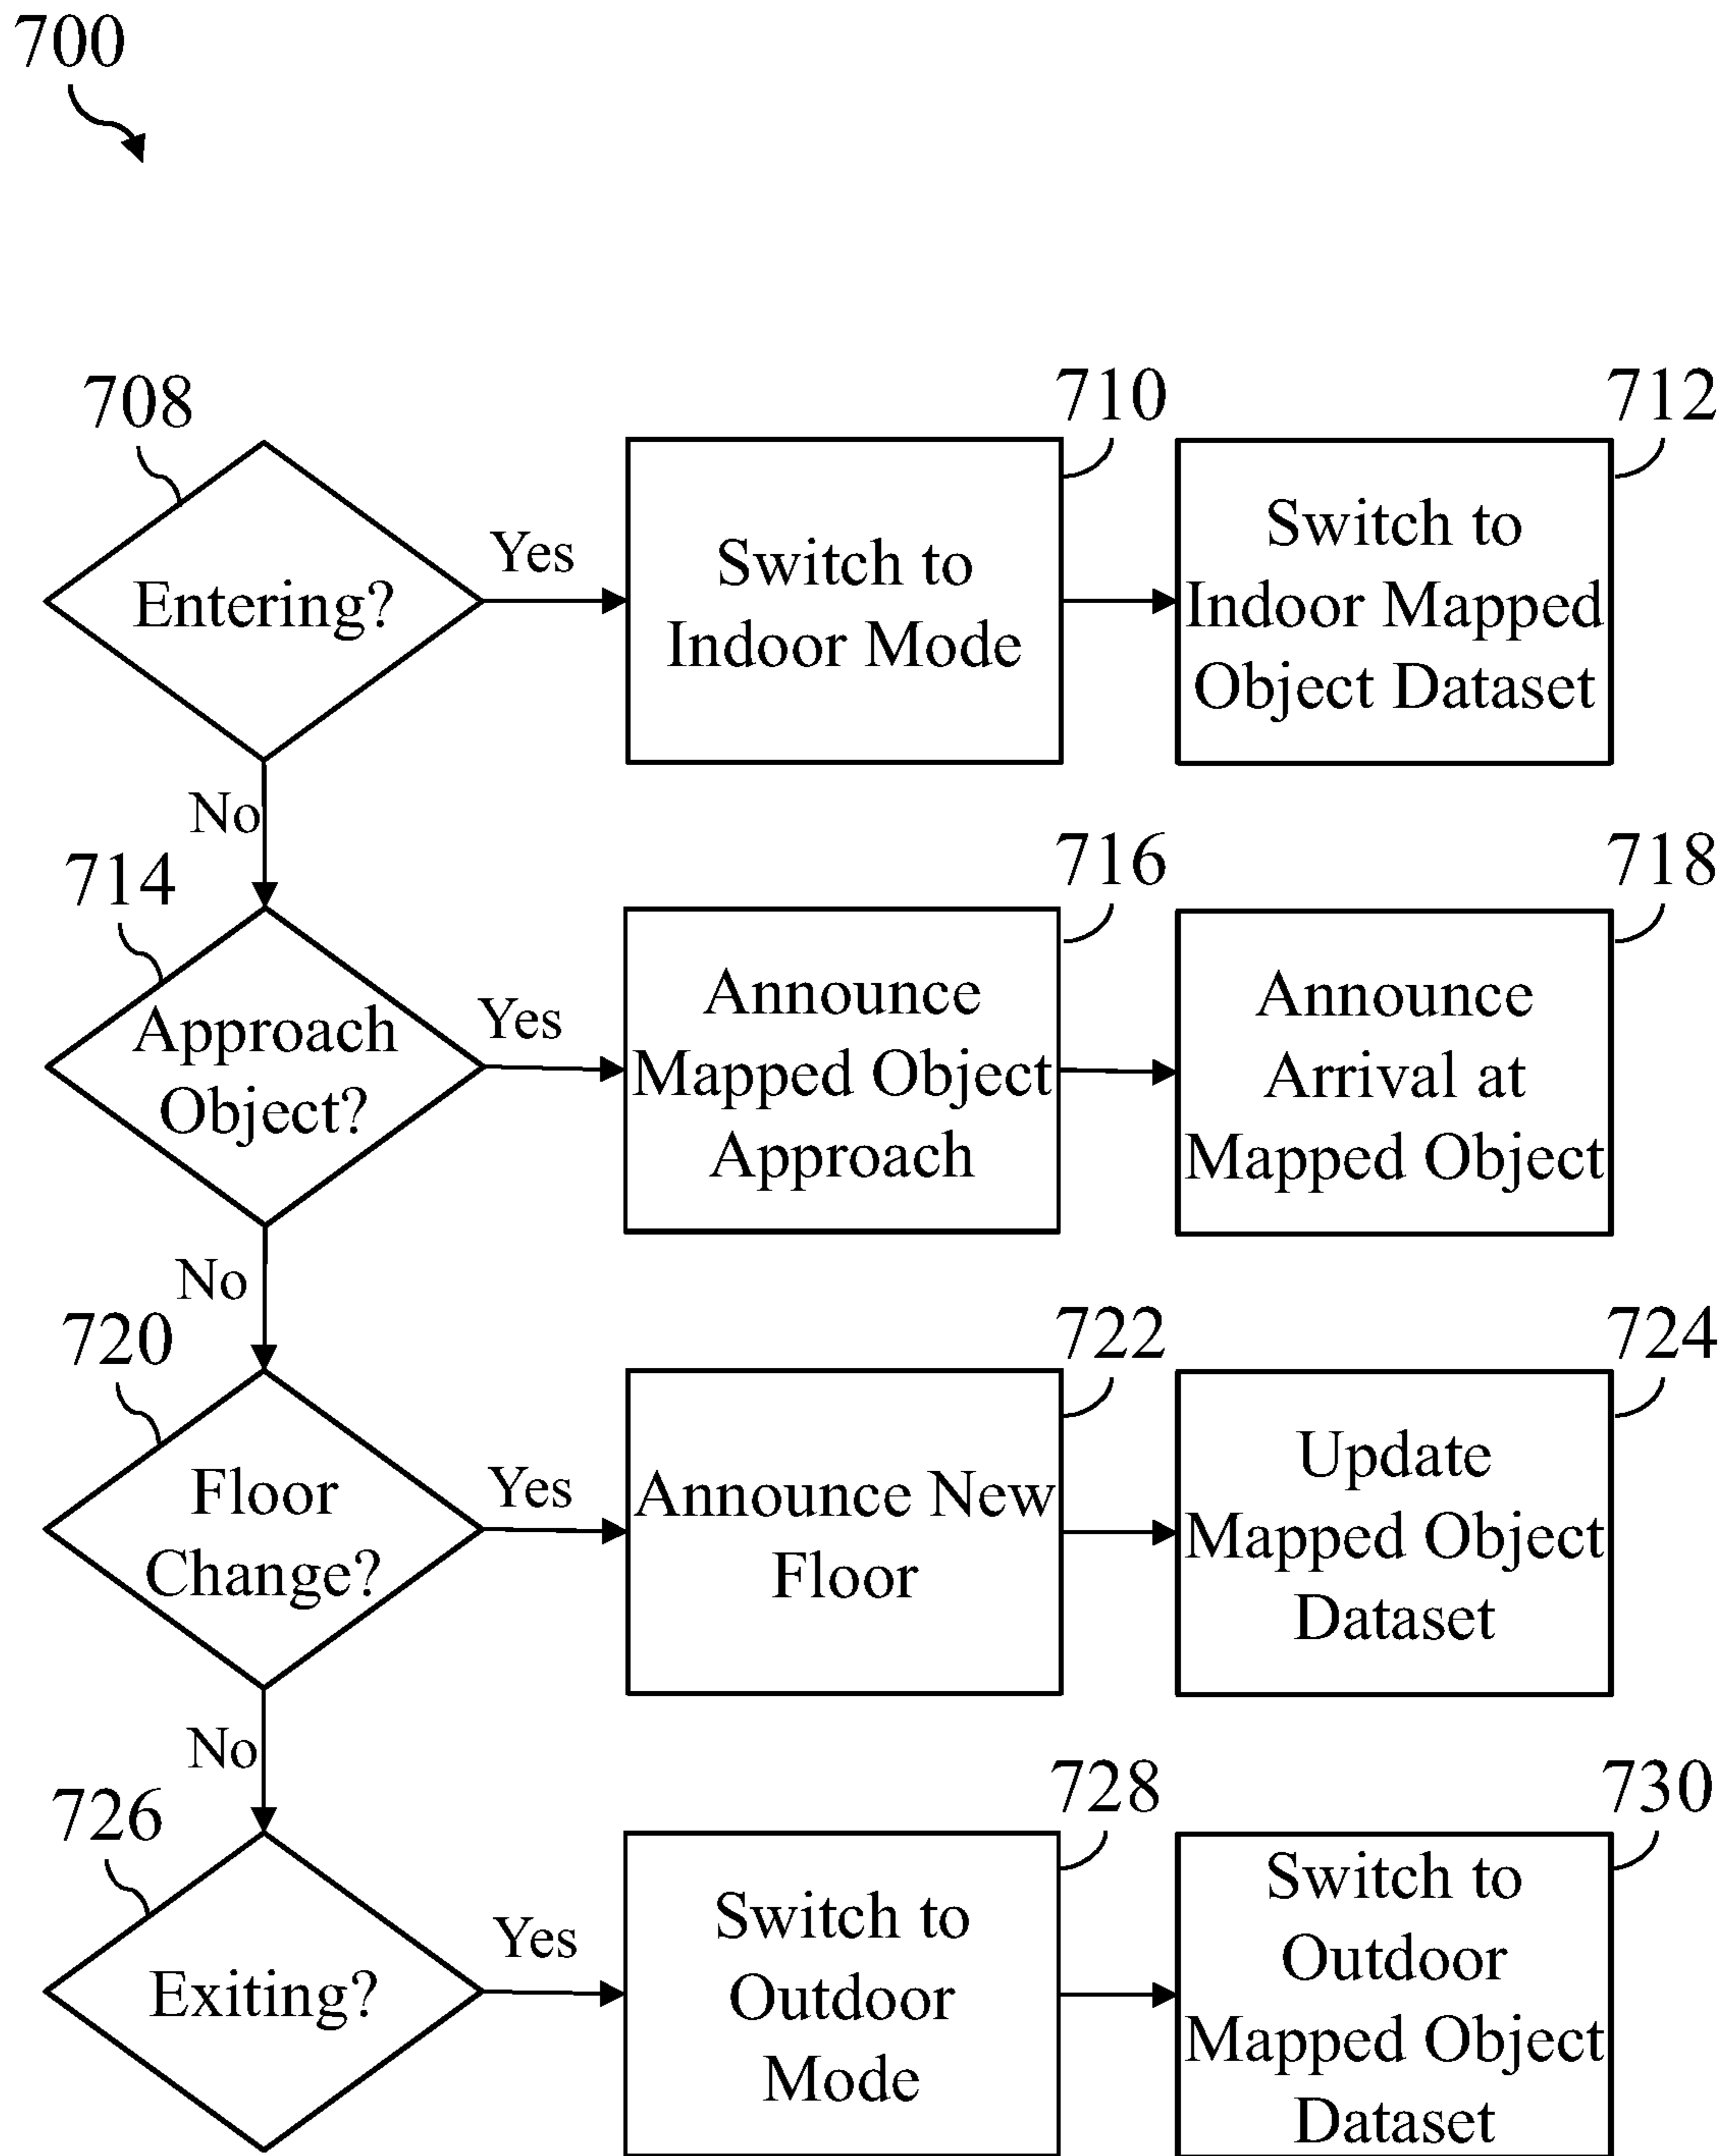 700
708
710
712
Entering?
Yes
Switch to
Indoor Mode
Switch to
Indoor Mapped
Object Dataset
No
714
716
718
Approach
Object?
Yes
Announce
Mapped Object
Approach
Announce
Arrival at
Mapped Object
No
720
722
724
Floor
Change?
Yes
Announce New
Floor
Update
Mapped Object
Dataset
No
726
728
730
Exiting?
Yes
Switch to
Outdoor
Mode
Switch to
Outdoor
Mapped Object
Dataset